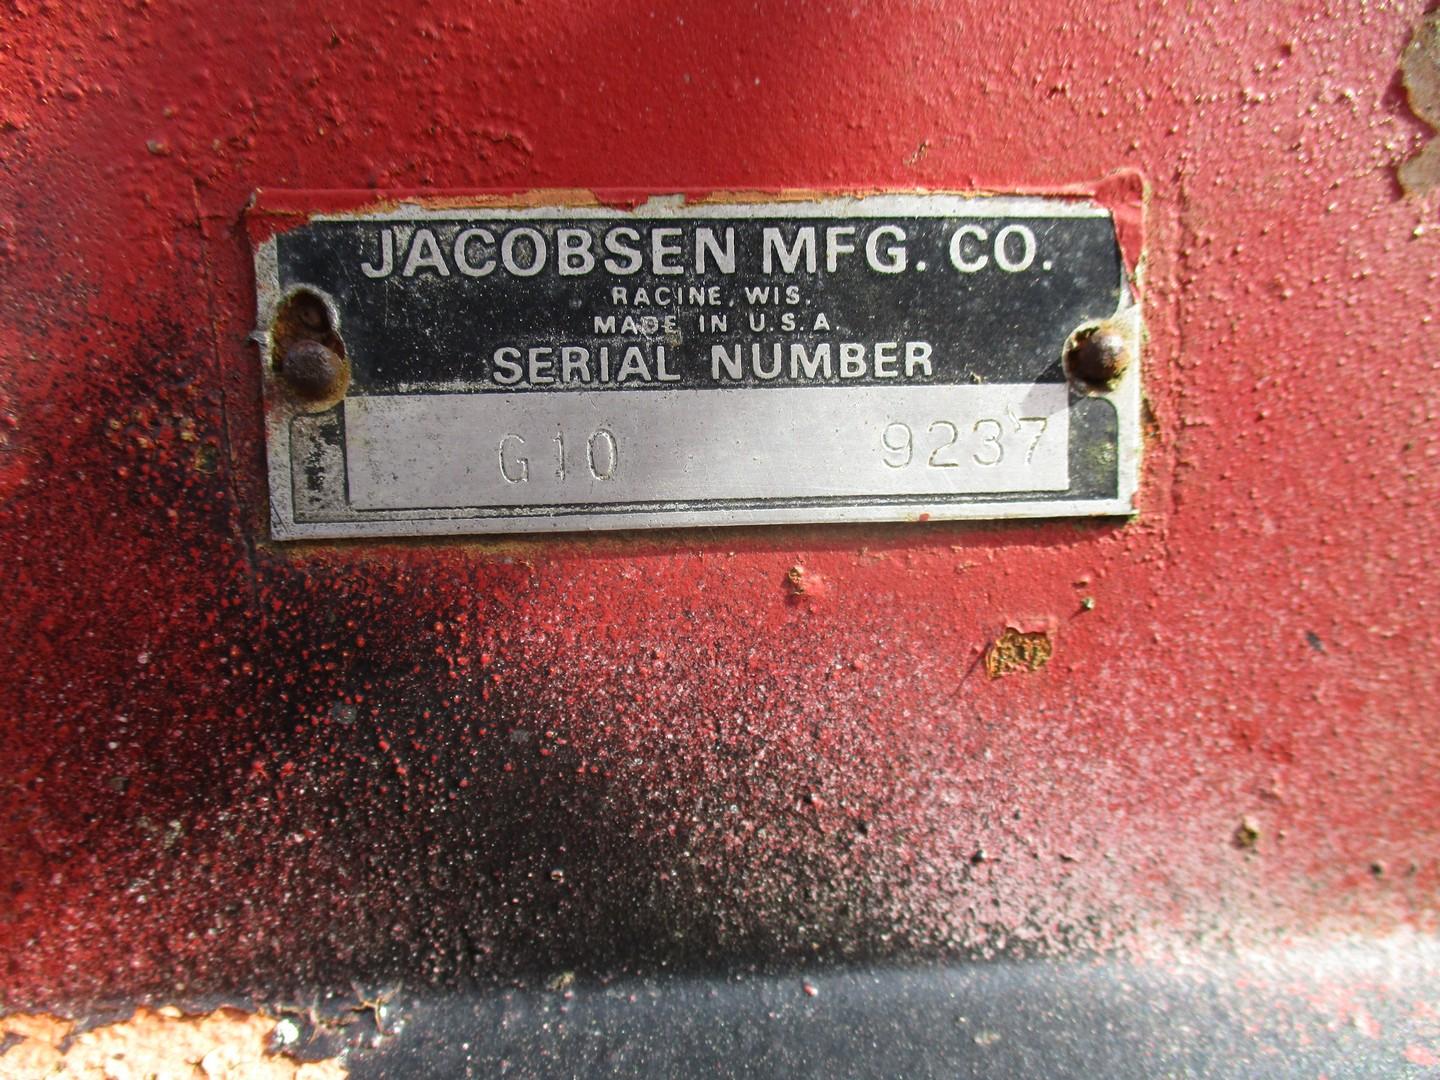 JACOBSEN MFG. CO.
RACINE, WIS.
MADE IN U.S.A.
SERIAL NUMBER
G10 9237